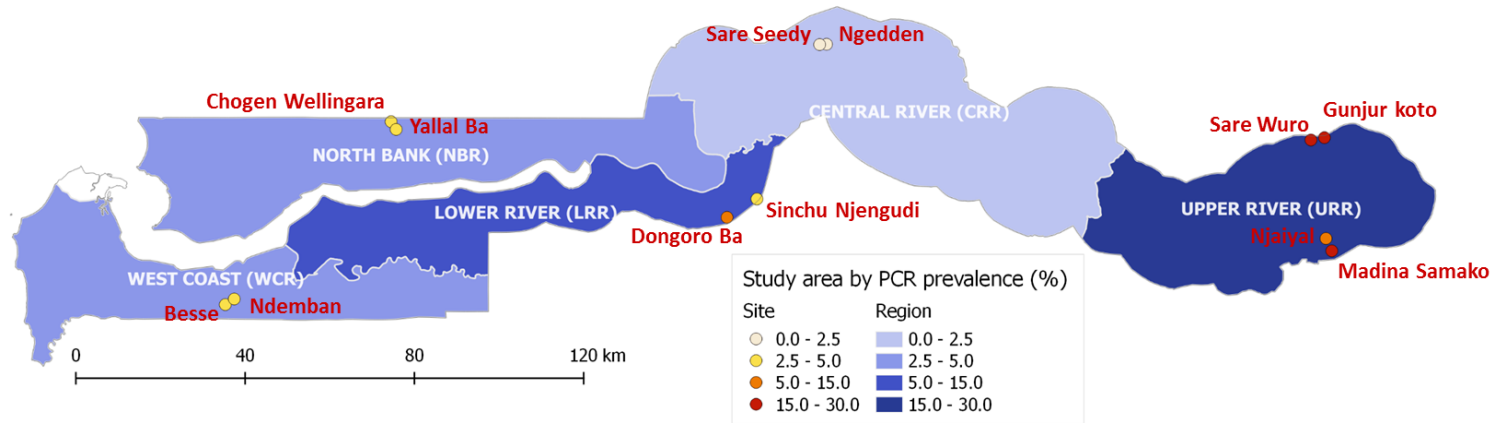 Sare Seedy Ngedden
Chogen Wellingara
Yallal Ba
CENTRAL RIVER (CRR)
Gunjur koto
Sare Wuro
NORTH BANK (NBR)
LOWER RIVER (LRR)
Sinchu Njengudi
UPPER RIVER (URR)
Dongoro Ba
Njaiyal
Madina Samako
WEST COAST (WCR)
Besse Ndemban
0 40 80 120 km
Study area by PCR prevalence (%)
Site Region
0.0 - 2.5 0.0 - 2.5
2.5 - 5.0 2.5 - 5.0
5.0 - 15.0 5.0 - 15.0
15.0 - 30.0 15.0 - 30.0